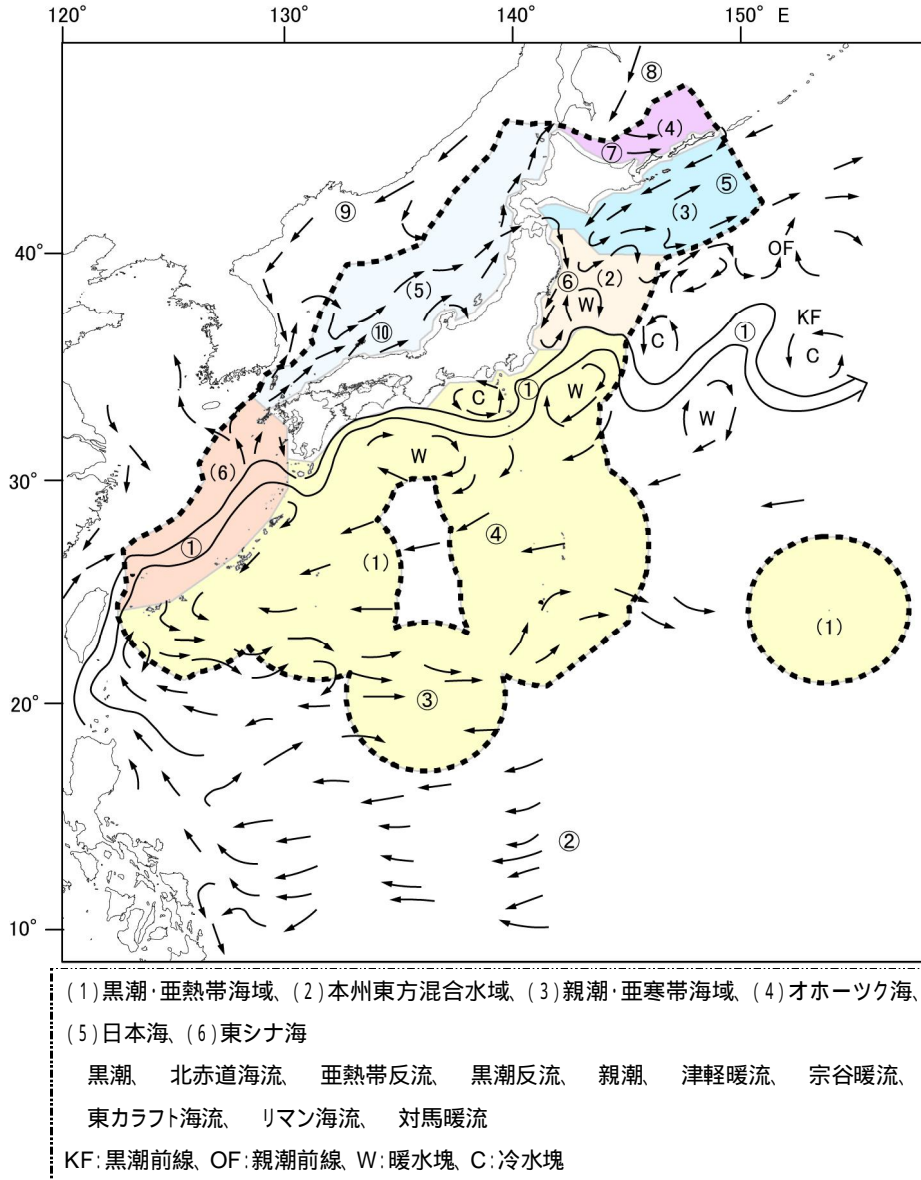 120° 130° 140° 150° E
⑧
(4)
⑦
⑤
⑨
(3)
40°
OF
(5)
⑥ (2)
W
KF
⑩
C
①
C
C
①
W
W
(6)
W
30°
④
①
(1)
(1)
20°
③
②
10°
(1)黒潮・亜熱帯海域、(2)本州東方混合水域、(3)親潮・亜寒帯海域、(4)オホーツク海、
(5)日本海、(6)東シナ海
黒潮、 北赤道海流、 亜熱帯反流、 黒潮反流、 親潮、 津軽暖流、 宗谷暖流、
東カラフト海流、 リマン海流、 対馬暖流
KF:黒潮前線、OF:親潮前線、W:暖水塊、C:冷水塊